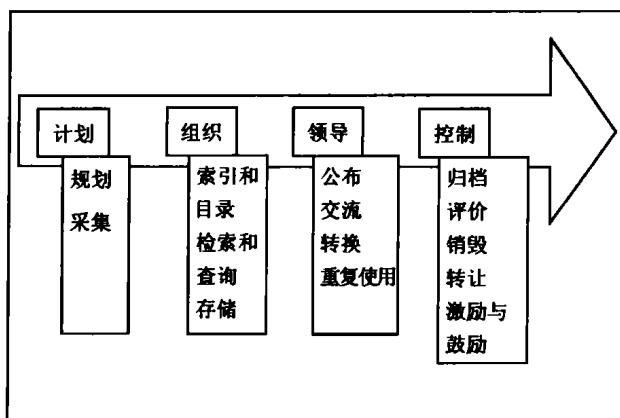 计划
规划
采集
组织
索引和
目录
检索和
查询
存储
领导
公布
交流
转换
重复使用
控制
归档
评价
销毁
转让
激励与
鼓励